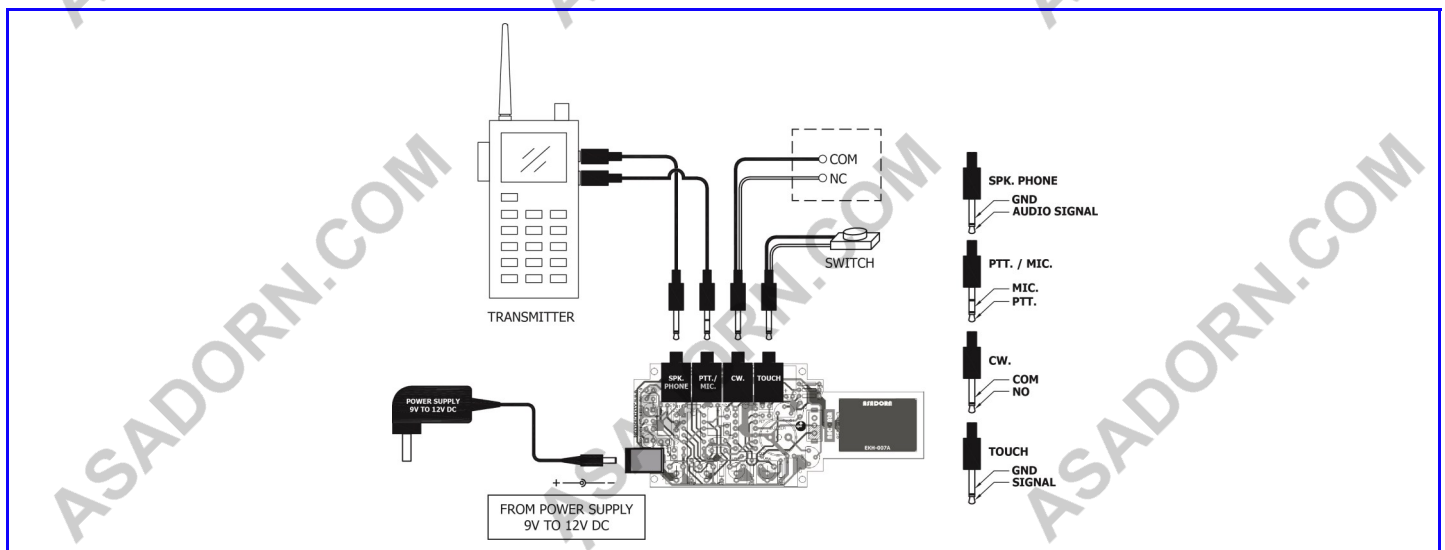 COM
NC
SWITCH
TRANSMITTER
SPK.
PHONE
PTT./
MIC.
CW.
TOUCH
ASADORN
EKH-007A
POWER SUPPLY
9V TO 12V DC
+ -
FROM POWER SUPPLY
9V TO 12V DC
SPK. PHONE
GND
AUDIO SIGNAL
PTT. / MIC.
MIC.
PTT.
CW.
COM
NO
TOUCH
GND
SIGNAL
ASADORN.COM
ASADORN.COM
ASADORN.COM